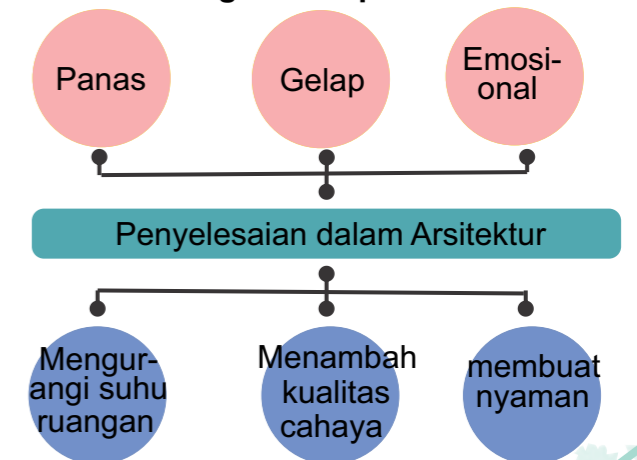 Panas
Gelap
Emosi-
onal
Penyelesaian dalam Arsitektur
Mengur-
angi suhu
ruangan
Menambah
kualitas
cahaya
membuat
nyaman